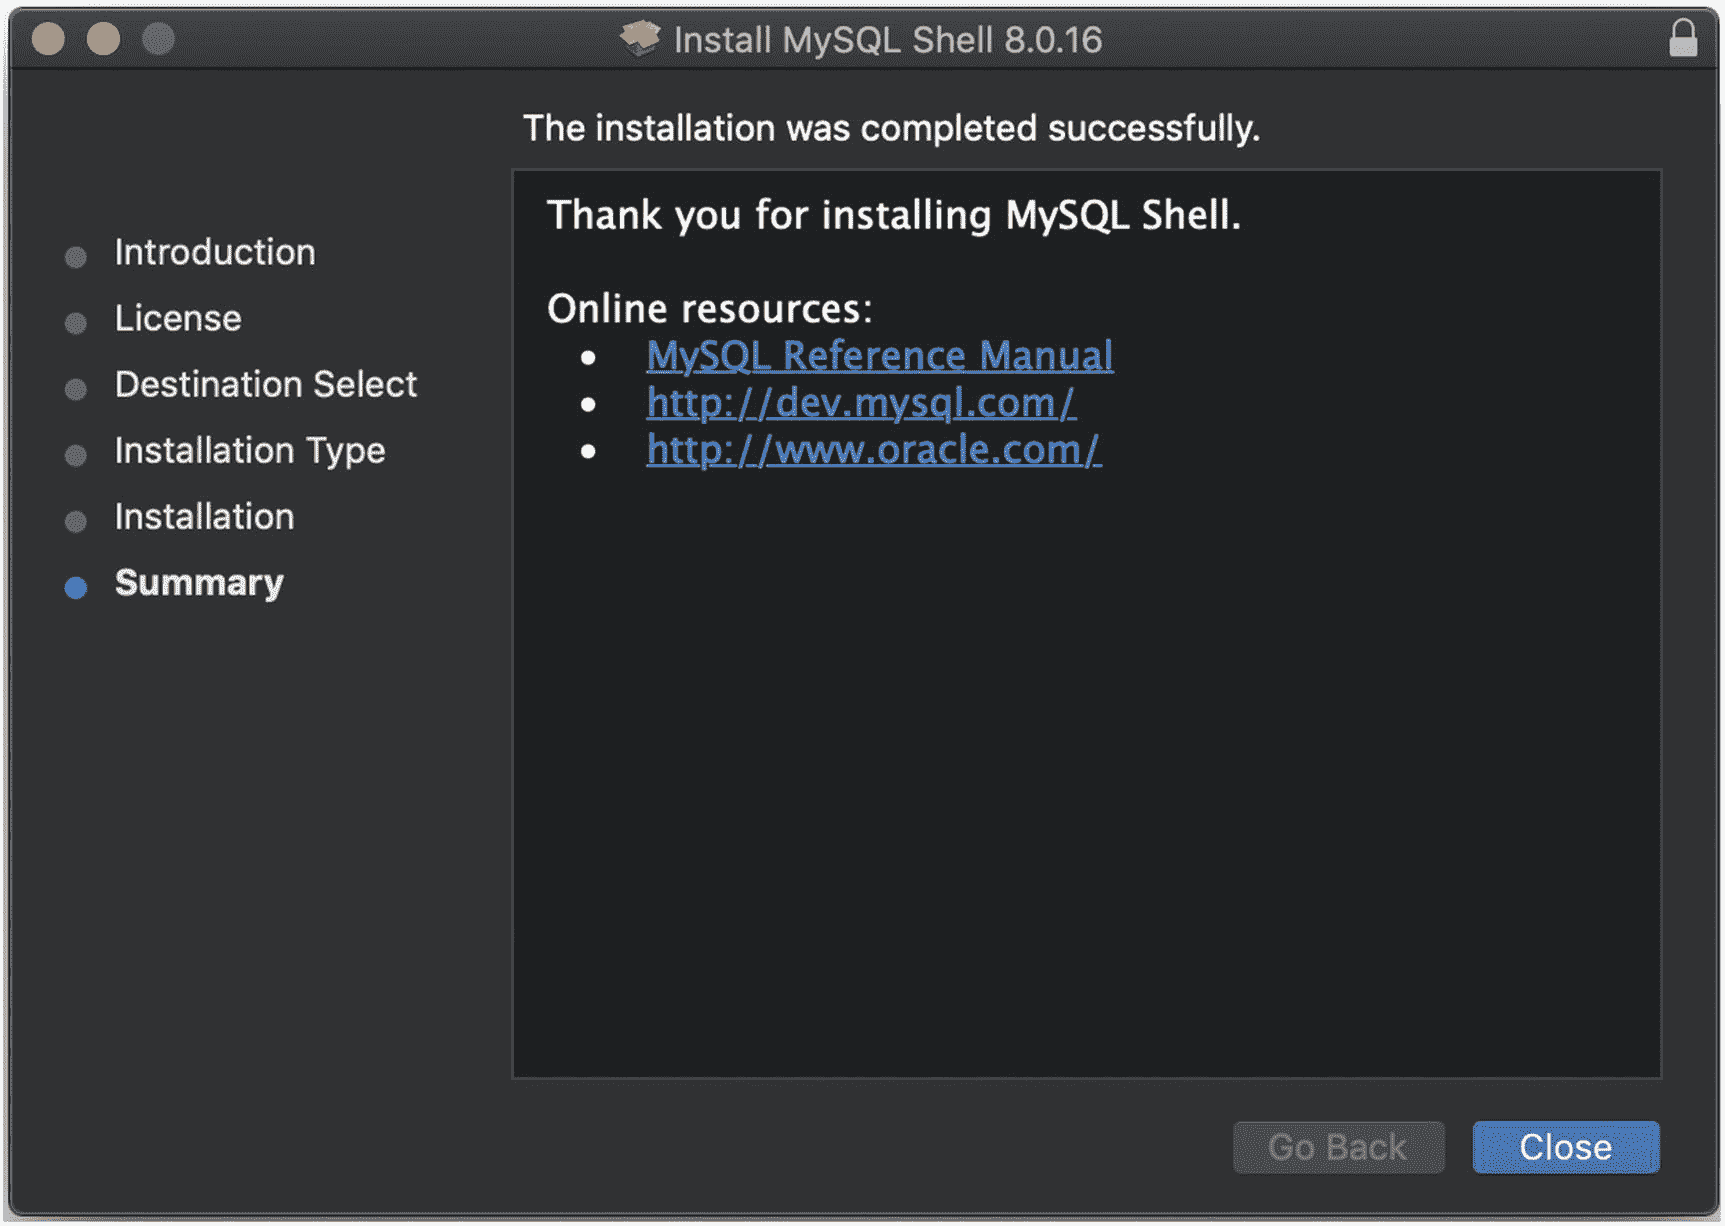 Install MySQL Shell 8.0.16
The installation was completed successfully.
Introduction
License
Destination Select
Installation Type
Installation
Summary
Thank you for installing MySQL Shell.
Online resources:
MySQL Reference Manual
http://dev.mysql.com/
http://www.oracle.com/
Go Back
Close